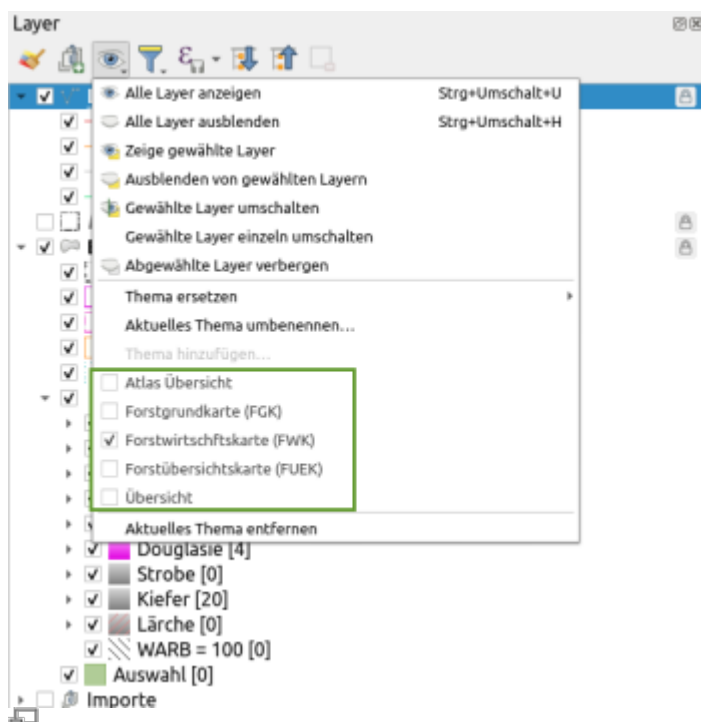 Layer
Alle Layer anzeigen Strg+Umschalt+U
Alle Layer ausblenden Strg+Umschalt+H
Zeige gewählte Layer
Ausblenden von gewählten Layern
Gewählte Layer umschalten
Gewählte Layer einzeln umschalten
Abgewählte Layer verbergen
Thema ersetzen
Aktuelles Thema umbenennen...
Thema hinzufügen...
Atlas Übersicht
Forstgrundkarte (FGK)
Forstwirtschftskarte (FWK)
Forstübersichtskarte (FUEK)
Übersicht
Aktuelles Thema entfernen
Douglasie [4]
Strobe [0]
Kiefer [20]
Lärche [0]
WARB = 100 [0]
Auswahl [0]
Importe